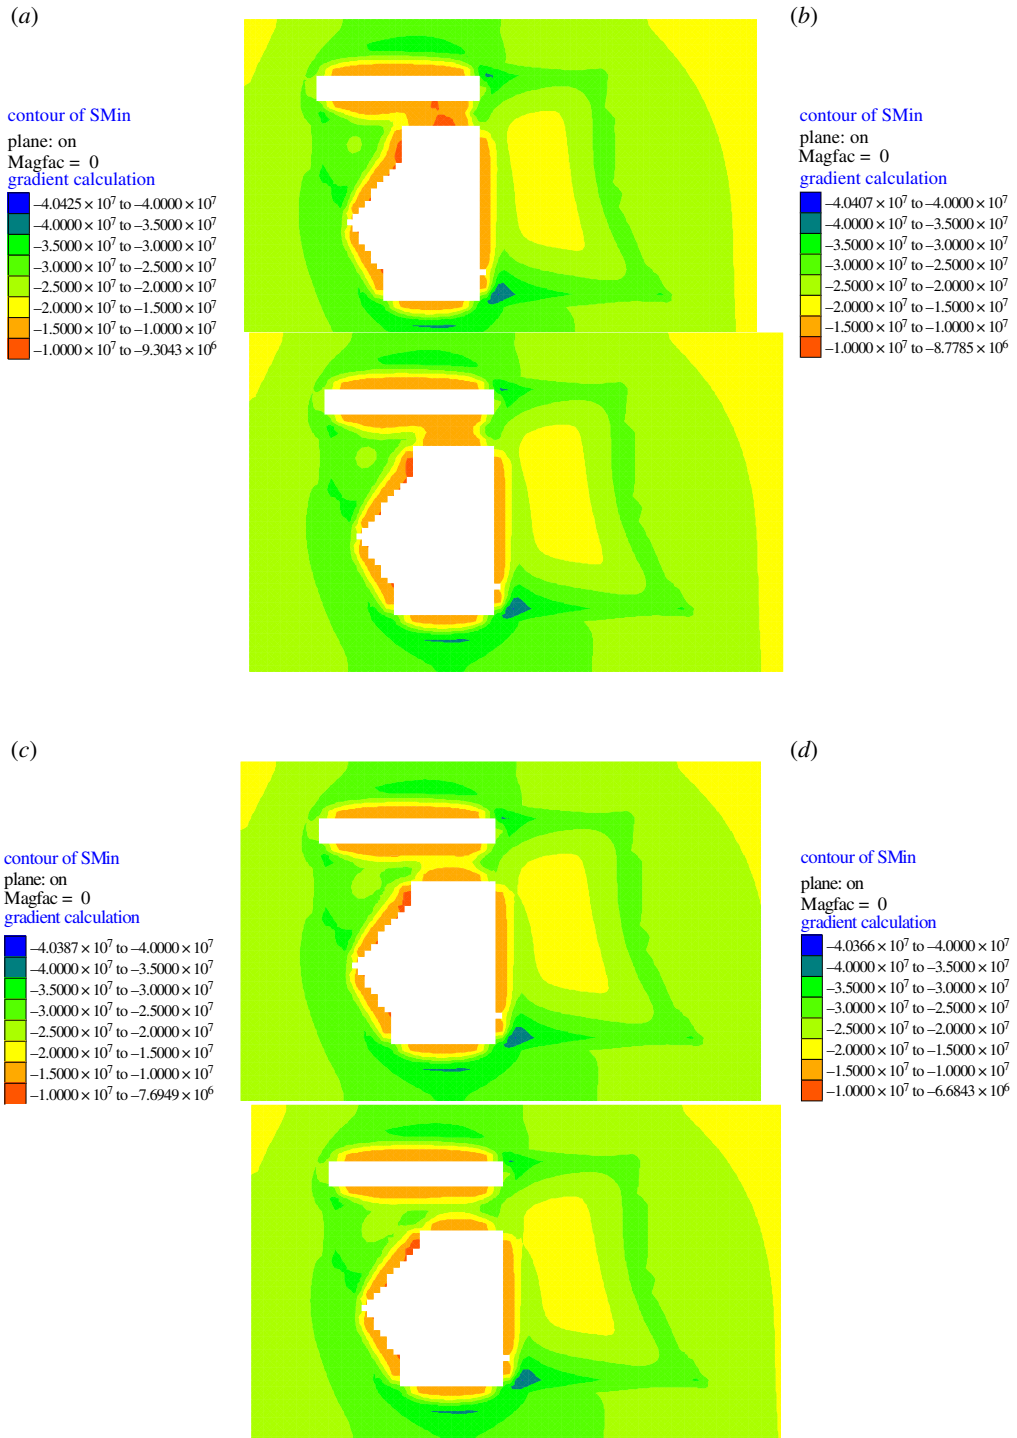 (a)
contour of SMin
plane: on
Magfac = 0
gradient calculation
–4.0425 × 10⁷ to –4.0000 × 10⁷
–4.0000 × 10⁷ to –3.5000 × 10⁷
–3.5000 × 10⁷ to –3.0000 × 10⁷
–3.0000 × 10⁷ to –2.5000 × 10⁷
–2.5000 × 10⁷ to –2.0000 × 10⁷
–2.0000 × 10⁷ to –1.5000 × 10⁷
–1.5000 × 10⁷ to –1.0000 × 10⁷
–1.0000 × 10⁷ to –9.3043 × 10⁶
(b)
contour of SMin
plane: on
Magfac = 0
gradient calculation
–4.0407 × 10⁷ to –4.0000 × 10⁷
–4.0000 × 10⁷ to –3.5000 × 10⁷
–3.5000 × 10⁷ to –3.0000 × 10⁷
–3.0000 × 10⁷ to –2.5000 × 10⁷
–2.5000 × 10⁷ to –2.0000 × 10⁷
–2.0000 × 10⁷ to –1.5000 × 10⁷
–1.5000 × 10⁷ to –1.0000 × 10⁷
–1.0000 × 10⁷ to –8.7785 × 10⁶
(c)
contour of SMin
plane: on
Magfac = 0
gradient calculation
–4.0387 × 10⁷ to –4.0000 × 10⁷
–4.0000 × 10⁷ to –3.5000 × 10⁷
–3.5000 × 10⁷ to –3.0000 × 10⁷
–3.0000 × 10⁷ to –2.5000 × 10⁷
–2.5000 × 10⁷ to –2.0000 × 10⁷
–2.0000 × 10⁷ to –1.5000 × 10⁷
–1.5000 × 10⁷ to –1.0000 × 10⁷
–1.0000 × 10⁷ to –7.6949 × 10⁶
(d)
contour of SMin
plane: on
Magfac = 0
gradient calculation
–4.0366 × 10⁷ to –4.0000 × 10⁷
–4.0000 × 10⁷ to –3.5000 × 10⁷
–3.5000 × 10⁷ to –3.0000 × 10⁷
–3.0000 × 10⁷ to –2.5000 × 10⁷
–2.5000 × 10⁷ to –2.0000 × 10⁷
–2.0000 × 10⁷ to –1.5000 × 10⁷
–1.5000 × 10⁷ to –1.0000 × 10⁷
–1.0000 × 10⁷ to –6.6843 × 10⁶